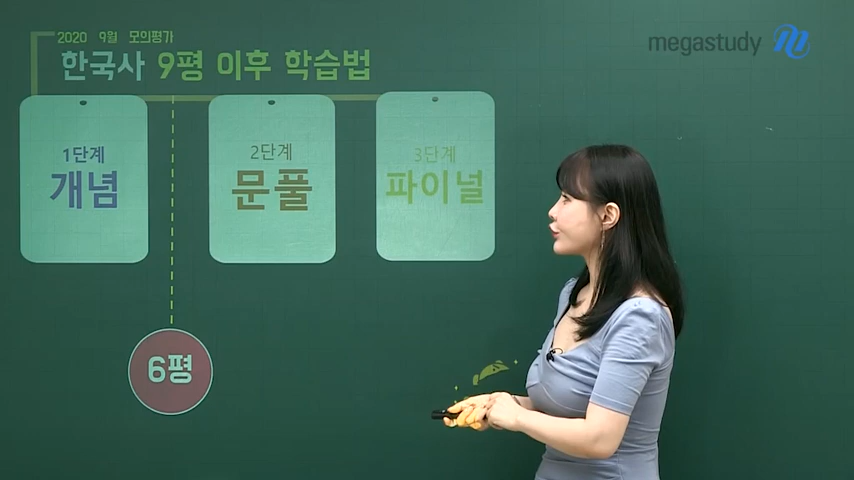 2020 9월 모의평가
한국사 9평 이후 학습법
megastudy
1단계
개념
2단계
문풀
3단계
파이널
6평